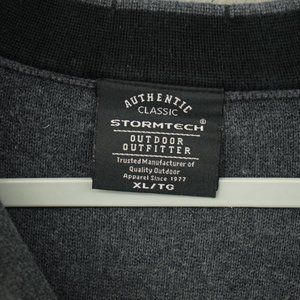 AUTHENTIC
CLASSIC
STORMTECH®
OUTDOOR
OUTFITTER
Trusted Manufacturer of
Quality Outdoor
Apparel Since 1977
XL/TG